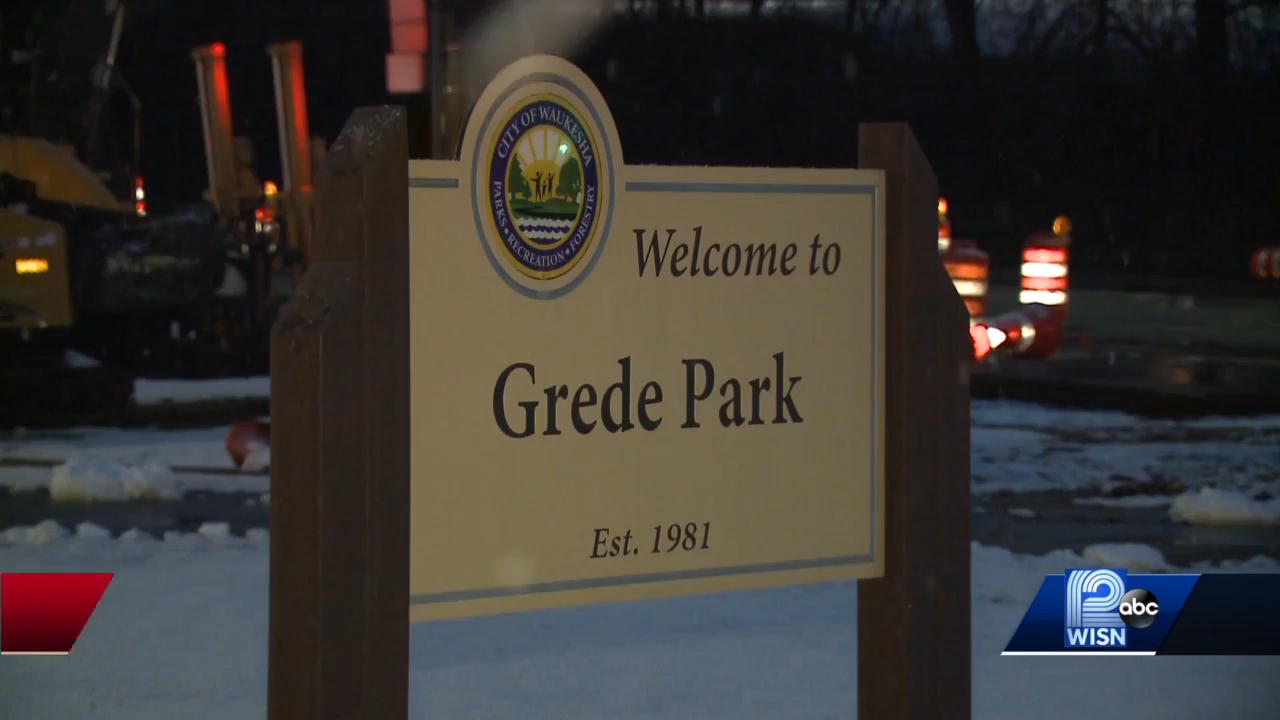 CITY OF WAUKESHA
PARKS • RECREATION • FORESTRY
Welcome to
Grede Park
Est. 1981
12 abc
WISN